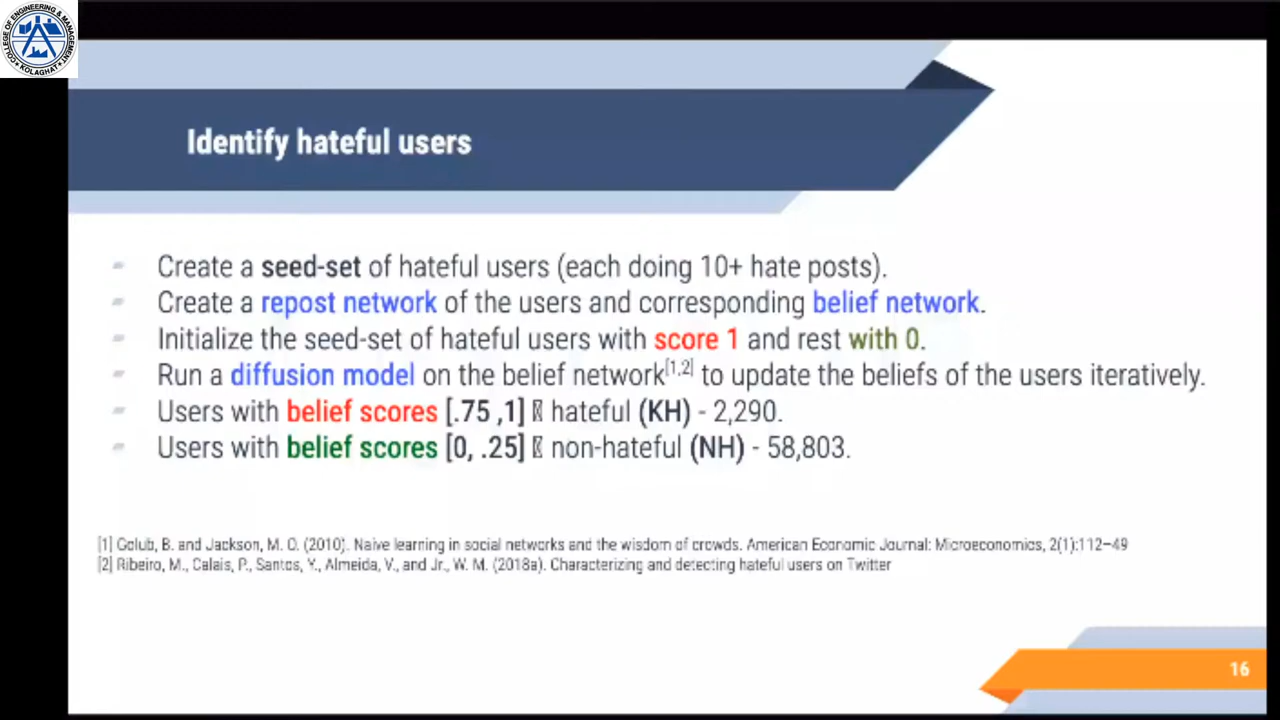 COLLEGE OF ENGINEERING & MANAGEMENT
KOLAGHAT
Identify hateful users
Create a seed-set of hateful users (each doing 10+ hate posts).
Create a repost network of the users and corresponding belief network.
Initialize the seed-set of hateful users with score 1 and rest with 0.
Run a diffusion model on the belief network[1,2] to update the beliefs of the users iteratively.
Users with belief scores [.75 ,1] hateful (KH) - 2,290.
Users with belief scores [0, .25] non-hateful (NH) - 58,803.
[1] Golub, B. and Jackson, M. O. (2010). Naive learning in social networks and the wisdom of crowds. American Economic Journal: Microeconomics, 2(1):112–49
[2] Ribeiro, M., Calais, P., Santos, Y., Almeida, V., and Jr., W. M. (2018a). Characterizing and detecting hateful users on Twitter
16